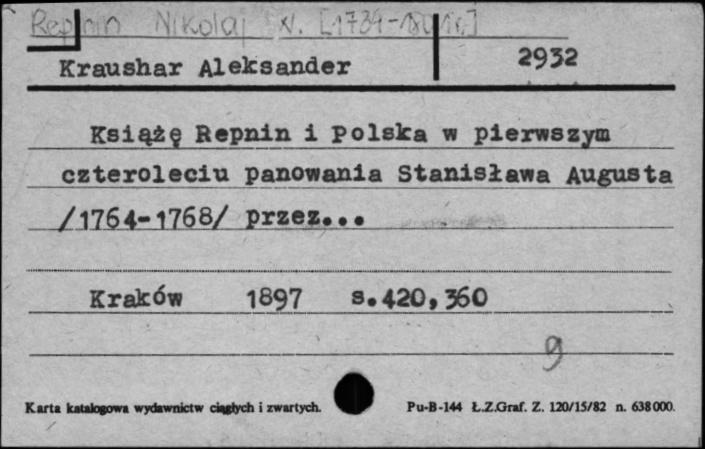 Repnin Nikolaj N. [1734-1801r.]
Kraushar Aleksander 2932
Książę Repnin i Polska w pierwszym
czteroleciu panowania Stanisława Augusta
/1764-1768/ przez...
Kraków 1897 s.420,360
9
Karta katalogowa wydawnictw ciągłych i zwartych. Pu-B-144 Ł.Z.Graf. Z. 120/15/82 n. 638000.